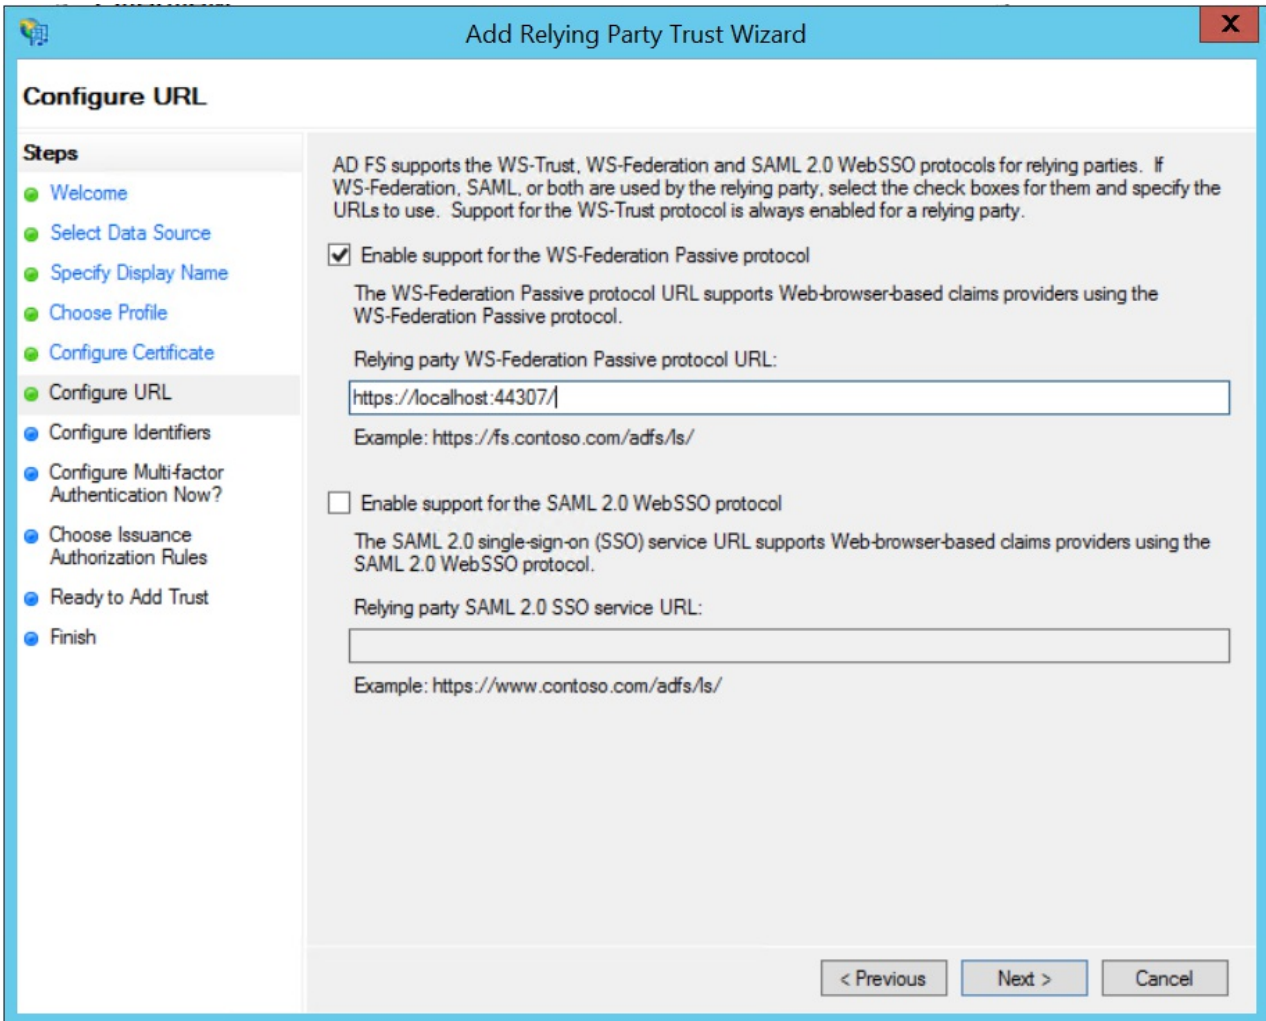 Add Relying Party Trust Wizard
X
Configure URL
Steps
Welcome
Select Data Source
Specify Display Name
Choose Profile
Configure Certificate
Configure URL
Configure Identifiers
Configure Multi-factor
Authentication Now?
Choose Issuance
Authorization Rules
Ready to Add Trust
Finish
AD FS supports the WS-Trust, WS-Federation and SAML 2.0 WebSSO protocols for relying parties. If
WS-Federation, SAML, or both are used by the relying party, select the check boxes for them and specify the
URLs to use. Support for the WS-Trust protocol is always enabled for a relying party.
Enable support for the WS-Federation Passive protocol
The WS-Federation Passive protocol URL supports Web-browser-based claims providers using the
WS-Federation Passive protocol.
Relying party WS-Federation Passive protocol URL:
https://localhost:44307/
Example: https://fs.contoso.com/adfs/ls/
Enable support for the SAML 2.0 WebSSO protocol
The SAML 2.0 single-sign-on (SSO) service URL supports Web-browser-based claims providers using the
SAML 2.0 WebSSO protocol.
Relying party SAML 2.0 SSO service URL:
Example: https://www.contoso.com/adfs/ls/
< Previous
Next >
Cancel